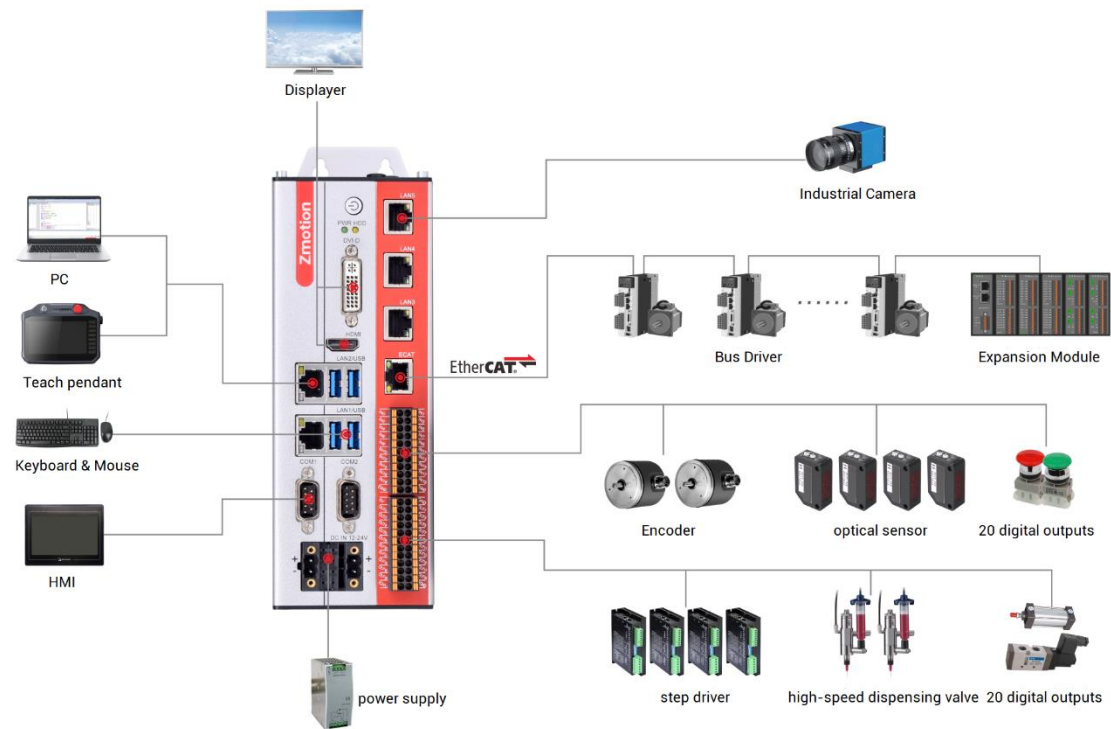 Displayer
Industrial Camera
PC
Teach pendant
Keyboard & Mouse
HMI
Zmotion
PWR HDD
DVI-D
HDMI
LAN2/USB
LAN1/USB
COM1
COM2
DC IN 12-24V
+
-
+
-
LAN5
LAN4
LAN3
ECAT
EtherCAT
Bus Driver
......
Expansion Module
Encoder
optical sensor
20 digital outputs
step driver
high-speed dispensing valve
20 digital outputs
power supply